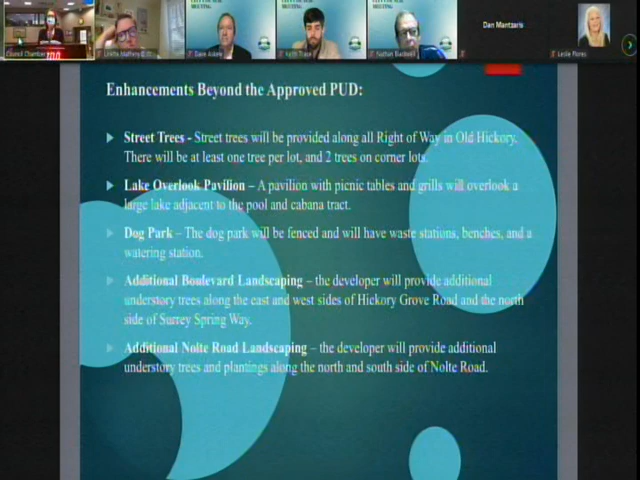 Council Chambers
Dan Mantzaris
Leslie Flores
Enhancements Beyond the Approved PUD:
Street Trees - Street trees will be provided along all Right of Way in Old Hickory.
There will be at least one tree per lot, and 2 trees on corner lots.
Lake Overlook Pavilion – A pavilion with picnic tables and grills will overlook a
large lake adjacent to the pool and cabana tract.
Dog Park – The dog park will be fenced and will have waste stations, benches, and a
watering station.
Additional Boulevard Landscaping – the developer will provide additional
understory trees along the east and west sides of Hickory Grove Road and the north
side of Surrey Spring Way.
Additional Nolte Road Landscaping – the developer will provide additional
understory trees and plantings along the north and south side of Nolte Road.